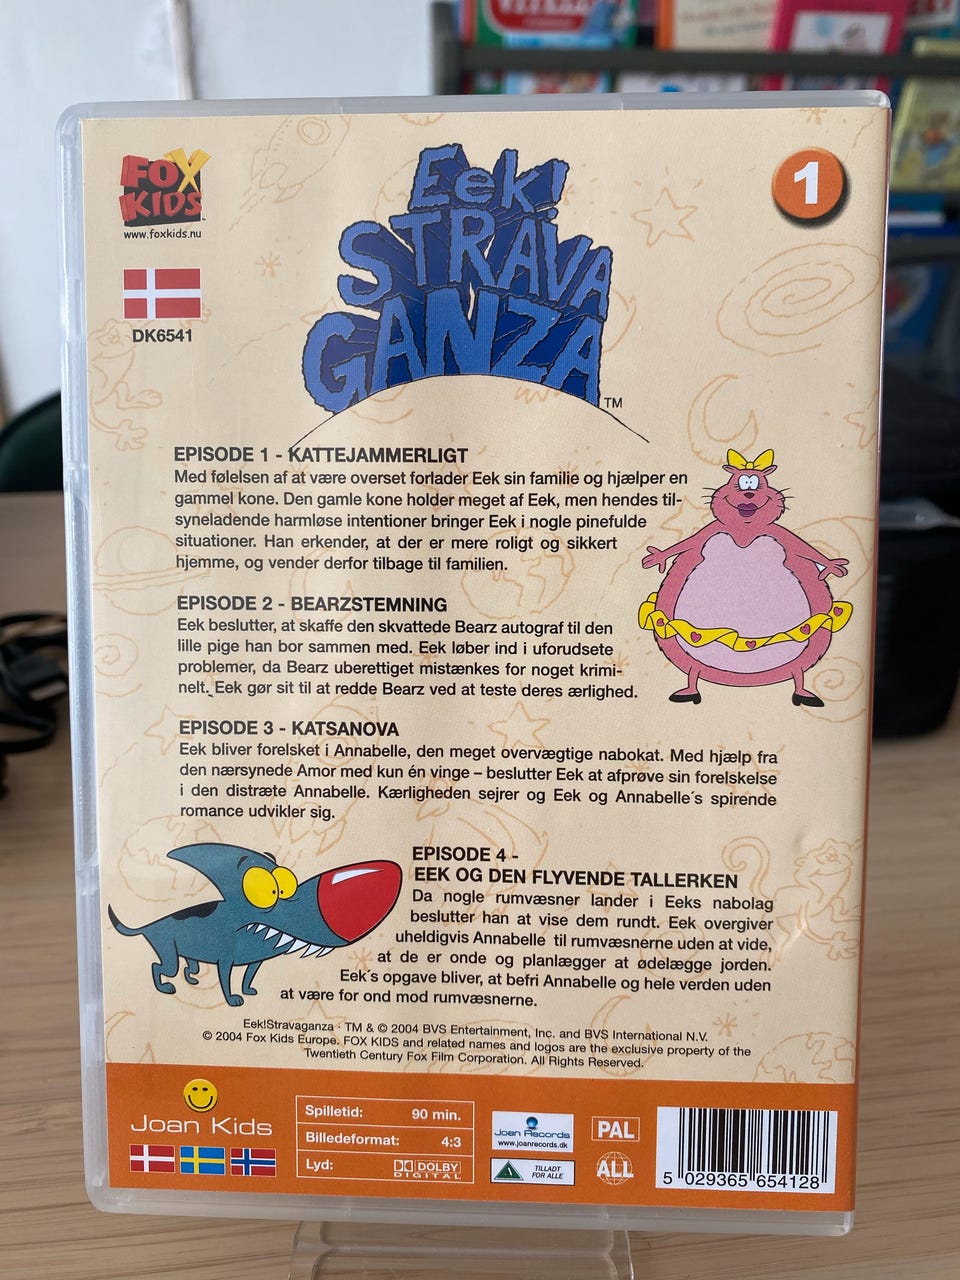 FOX
KIDS
www.foxkids.nu
DK6541
Eek!
STRAVA
GANZA
TM
1
EPISODE 1 - KATTEJAMMERLIGT
Med følelsen af at være overset forlader Eek sin familie og hjælper en
gammel kone. Den gamle kone holder meget af Eek, men hendes til-
syneladende harmløse intentioner bringer Eek i nogle pinefulde
situationer. Han erkender, at der er mere roligt og sikkert
hjemme, og vender derfor tilbage til familien.
EPISODE 2 - BEARZSTEMNING
Eek beslutter, at skaffe den skvattede Bearz autograf til den
lille pige han bor sammen med. Eek løber ind i uforudsete
problemer, da Bearz uberettiget mistænkes for noget krimi-
nelt. Eek gør sit til at redde Bearz ved at teste deres ærlighed.
EPISODE 3 - KATSANOVA
Eek bliver forelsket i Annabelle, den meget overvægtige nabokat. Med hjælp fra
den nærsynede Amor med kun én vinge – beslutter Eek at afprøve sin forelskelse
i den distræte Annabelle. Kærligheden sejrer og Eek og Annabelle´s spirende
romance udvikler sig.
EPISODE 4 -
EEK OG DEN FLYVENDE TALLERKEN
Da nogle rumvæsner lander i Eeks nabolag
beslutter han at vise dem rundt. Eek overgiver
uheldigvis Annabelle til rumvæsnerne uden at vide,
at de er onde og planlægger at ødelægge jorden.
Eek´s opgave bliver, at befri Annabelle og hele verden uden
at være for ond mod rumvæsnerne.
Eek!Stravaganza · TM & © 2004 BVS Entertainment, Inc. and BVS International N.V.
© 2004 Fox Kids Europe. FOX KIDS and related names and logos are the exclusive property of the
Twentieth Century Fox Film Corporation. All Rights Reserved.
Joan Kids
Spilletid: 90 min.
Billedeformat: 4:3
Lyd: DOLBY
DIGITAL
Joan Records
www.joanrecords.dk
A TILLADT
FOR ALLE
PAL
ALL
5 029365 654128